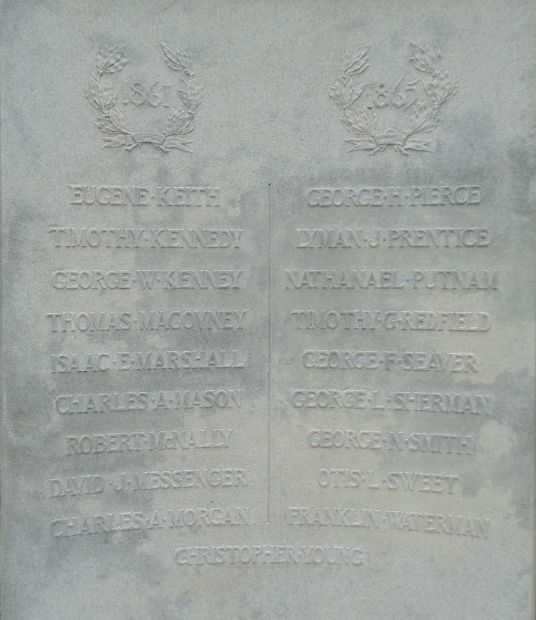 1861
1865
EUGENE·KEITH
TIMOTHY·KENNEDY
GEORGE·W·KENNEY
THOMAS·MAGOVNEY
ISAAC·E·MARSHALL
CHARLES·A·MASON
ROBERT·McNALLY
DAVID·J·MESSENGER
CHARLES·A·MORGAN
GEORGE·H·PIERCE
LYMAN·J·PRENTICE
NATHANAEL·PUTNAM
TIMOTHY·G·REDFIELD
GEORGE·F·SEAVER
GEORGE·L·SHERMAN
GEORGE·N·SMITH
OTIS·L·SWEET
FRANKLIN·WATERMAN
CHRISTOPHER·YOUNG